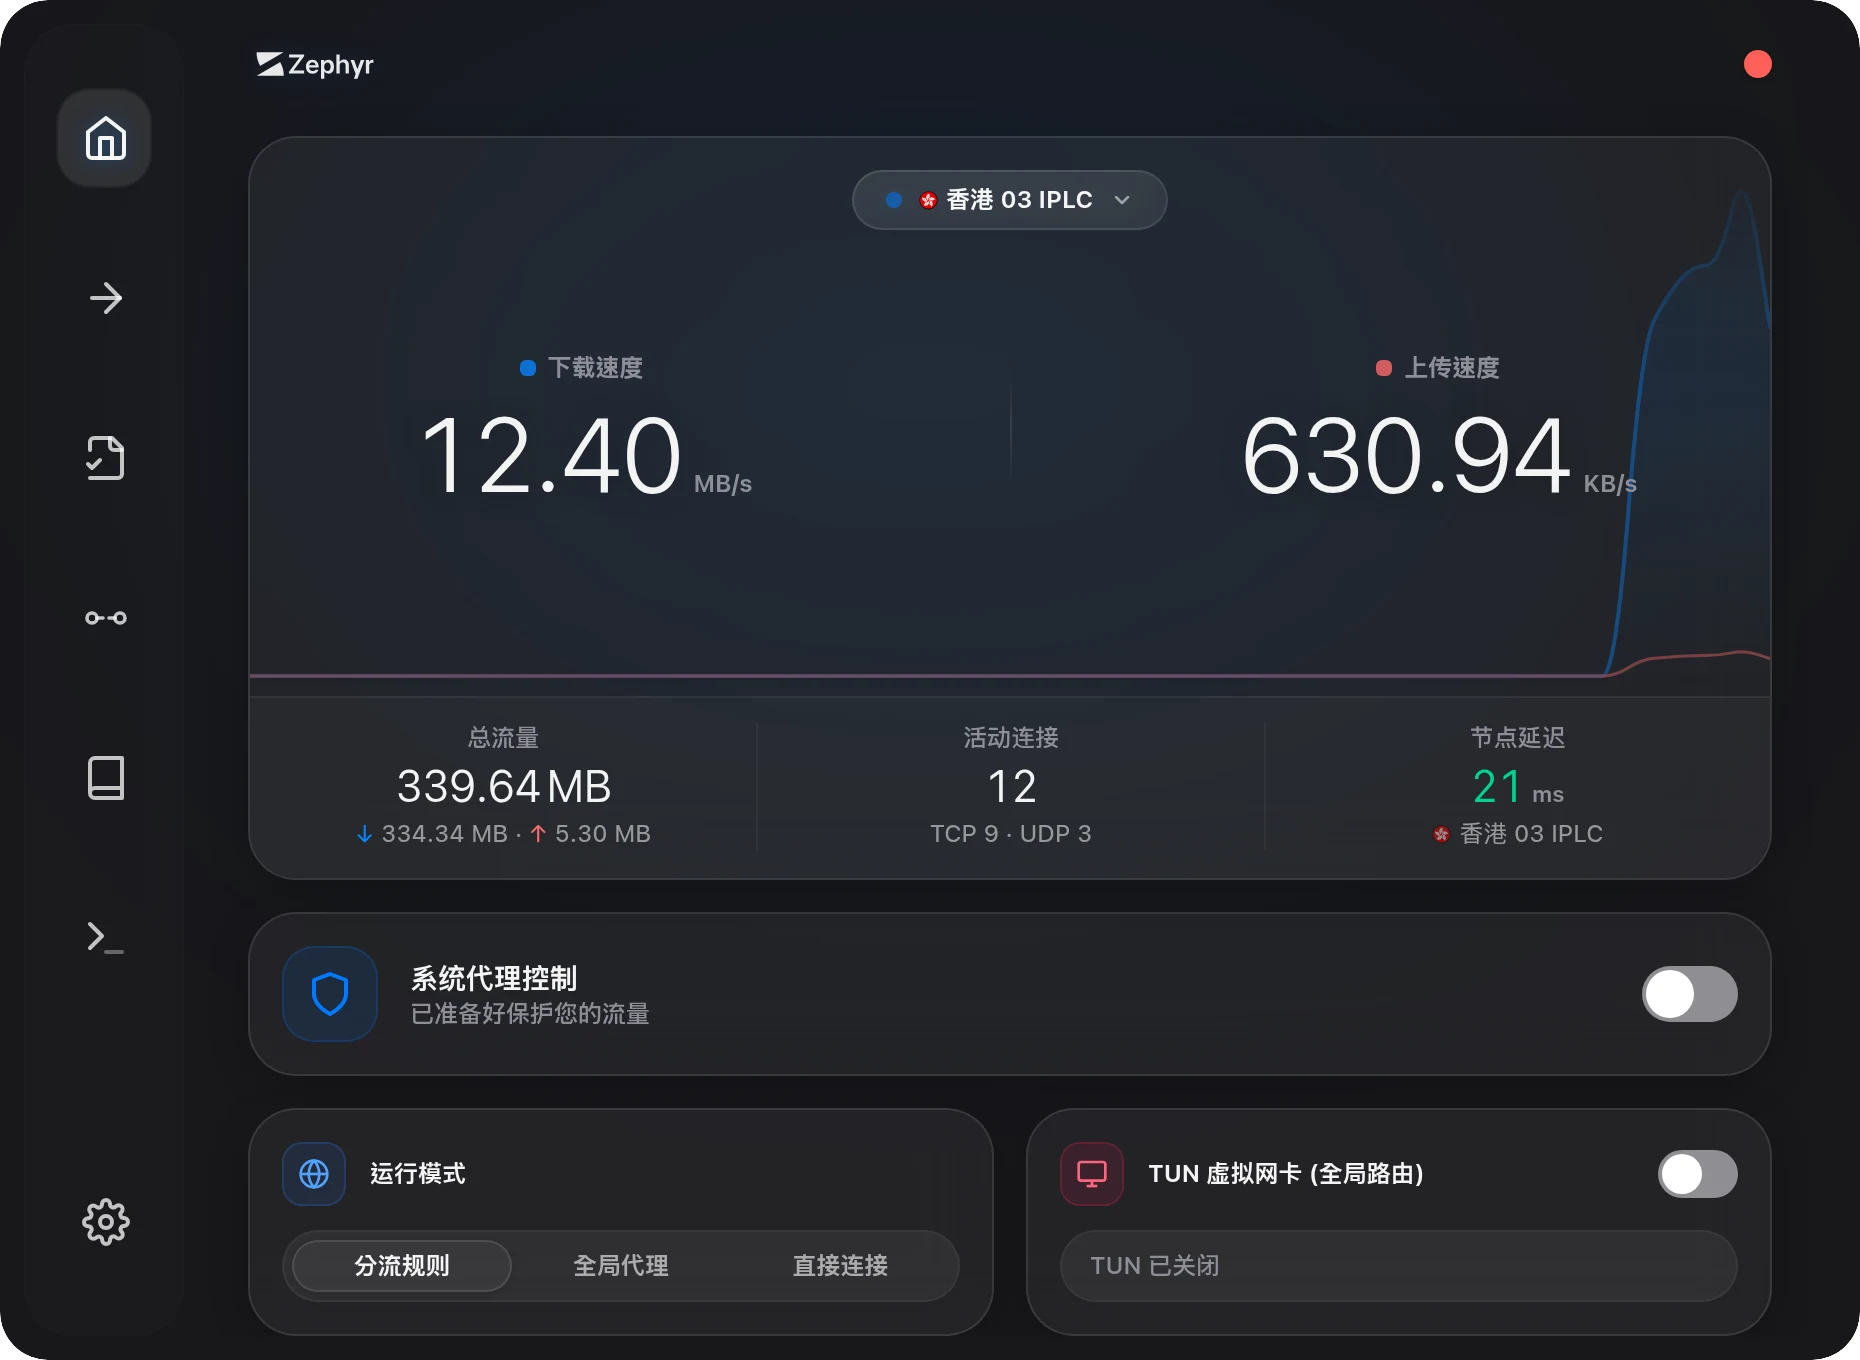 Zephyr
香港 03 IPLC
下载速度
12.40 MB/s
上传速度
630.94 KB/s
总流量
339.64 MB
↓ 334.34 MB · ↑ 5.30 MB
活动连接
12
TCP 9 · UDP 3
节点延迟
21 ms
香港 03 IPLC
系统代理控制
已准备好保护您的流量
运行模式
分流规则 全局代理 直接连接
TUN 虚拟网卡 (全局路由)
TUN 已关闭